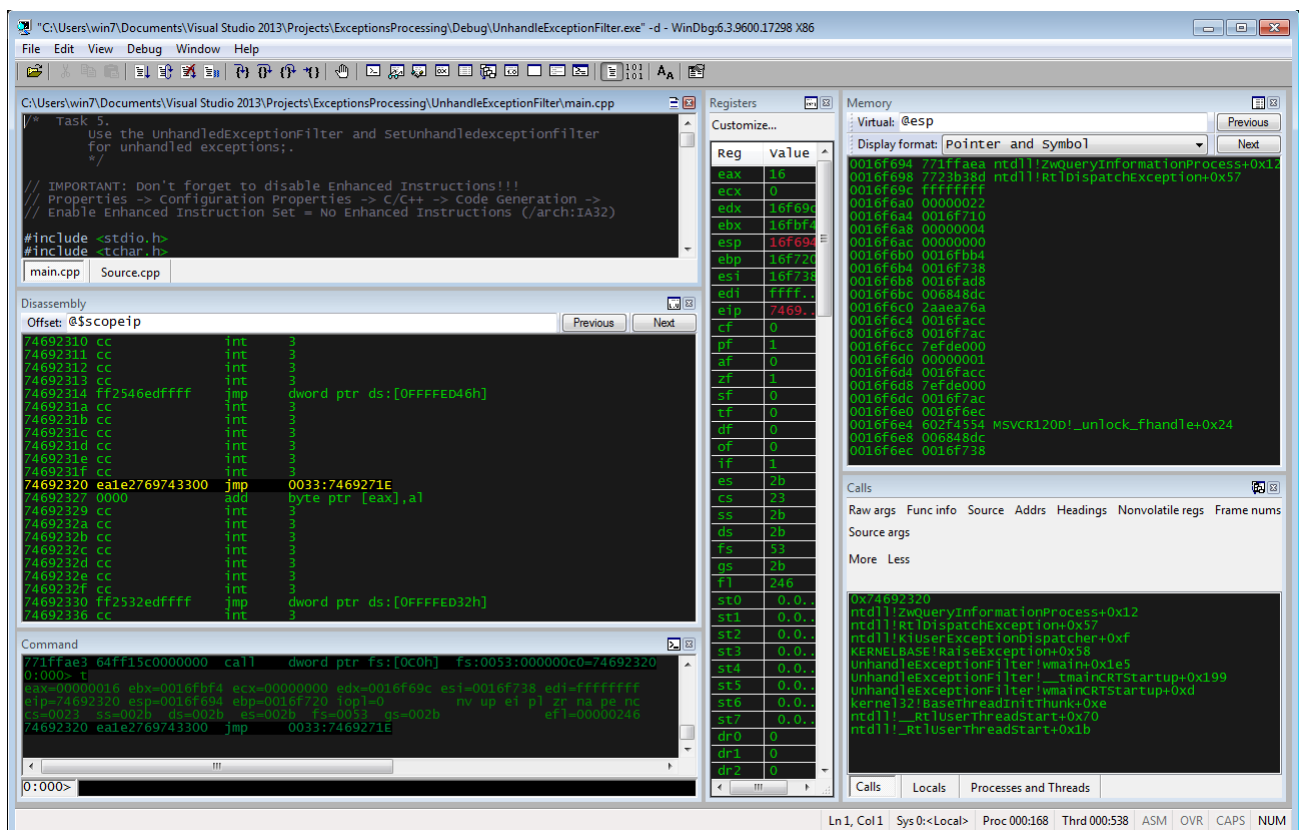 "C:\Users\win7\Documents\Visual Studio 2013\Projects\ExceptionsProcessing\Debug\UnhandleExceptionFilter.exe" -d - WinDbg:6.3.9600.17298 X86
File Edit View Debug Window Help
C:\Users\win7\Documents\Visual Studio 2013\Projects\ExceptionsProcessing\UnhandleExceptionFilter\main.cpp
/* Task 5.
Use the UnhandledExceptionFilter and SetUnhandledexceptionfilter
for unhandled exceptions;.
*/
// IMPORTANT: Don't forget to disable Enhanced Instructions!!!
// Properties -> Configuration Properties -> C/C++ -> Code Generation ->
// Enable Enhanced Instruction Set = No Enhanced Instructions (/arch:IA32)
#include <stdio.h>
#include <tchar.h>
main.cpp Source.cpp
Disassembly
Offset: @$scopeip Previous Next
74692310 cc int 3
74692311 cc int 3
74692312 cc int 3
74692313 cc int 3
74692314 ff2546edffff jmp dword ptr ds:[0FFFFED46h]
7469231a cc int 3
7469231b cc int 3
7469231c cc int 3
7469231d cc int 3
7469231e cc int 3
7469231f cc int 3
74692320 ea1e2769743300 jmp 0033:7469271E
74692327 0000 add byte ptr [eax],al
74692329 cc int 3
7469232a cc int 3
7469232b cc int 3
7469232c cc int 3
7469232d cc int 3
7469232e cc int 3
7469232f cc int 3
74692330 ff2532edffff jmp dword ptr ds:[0FFFFED32h]
74692336 cc int 3
Command
771ffae3 64ff15c0000000 call dword ptr fs:[0C0h] fs:0053:000000c0=74692320
0:000> t
eax=00000016 ebx=0016fbf4 ecx=00000000 edx=0016f69c esi=0016f738 edi=ffffffff
eip=74692320 esp=0016f694 ebp=0016f720 iopl=0 nv up ei pl zr na pe nc
cs=0023 ss=002b ds=002b es=002b fs=0053 gs=002b efl=00000246
74692320 ea1e2769743300 jmp 0033:7469271E
0:000>
Registers
Customize...
Reg Value
eax 16
ecx 0
edx 16f69c
ebx 16fbf4
esp 16f694
ebp 16f720
esi 16f738
edi ffff..
eip 7469..
cf 0
pf 1
af 0
zf 1
sf 0
tf 0
df 0
of 0
if 1
es 2b
cs 23
ss 2b
ds 2b
fs 53
gs 2b
fl 246
st0 0.0..
st1 0.0..
st2 0.0..
st3 0.0..
st4 0.0..
st5 0.0..
st6 0.0..
st7 0.0..
dr0 0
dr1 0
dr2 0
Memory
Virtual: @esp Previous
Display format: Pointer and Symbol Next
0016f694 771ffaea ntdll!ZwQueryInformationProcess+0x12
0016f698 7723b38d ntdll!RtlDispatchException+0x57
0016f69c ffffffff
0016f6a0 00000022
0016f6a4 0016f710
0016f6a8 00000004
0016f6ac 00000000
0016f6b0 0016fbb4
0016f6b4 0016f738
0016f6b8 0016fad8
0016f6bc 006848dc
0016f6c0 2aaea76a
0016f6c4 0016facc
0016f6c8 0016f7ac
0016f6cc 7efde000
0016f6d0 00000001
0016f6d4 0016facc
0016f6d8 7efde000
0016f6dc 0016f7ac
0016f6e0 0016f6ec
0016f6e4 602f4554 MSVCR120D!_unlock_fhandle+0x24
0016f6e8 006848dc
0016f6ec 0016f738
Calls
Raw args Func info Source Addrs Headings Nonvolatile regs Frame nums
Source args
More Less
0x74692320
ntdll!ZwQueryInformationProcess+0x12
ntdll!RtlDispatchException+0x57
ntdll!KiUserExceptionDispatcher+0xf
KERNELBASE!RaiseException+0x58
UnhandleExceptionFilter!wmain+0x1e5
UnhandleExceptionFilter!__tmainCRTStartup+0x199
UnhandleExceptionFilter!wmainCRTStartup+0xd
kernel32!BaseThreadInitThunk+0xe
ntdll!__RtlUserThreadStart+0x70
ntdll!_RtlUserThreadStart+0x1b
Calls Locals Processes and Threads
Ln 1, Col 1 Sys 0:<Local> Proc 000:168 Thrd 000:538 ASM OVR CAPS NUM